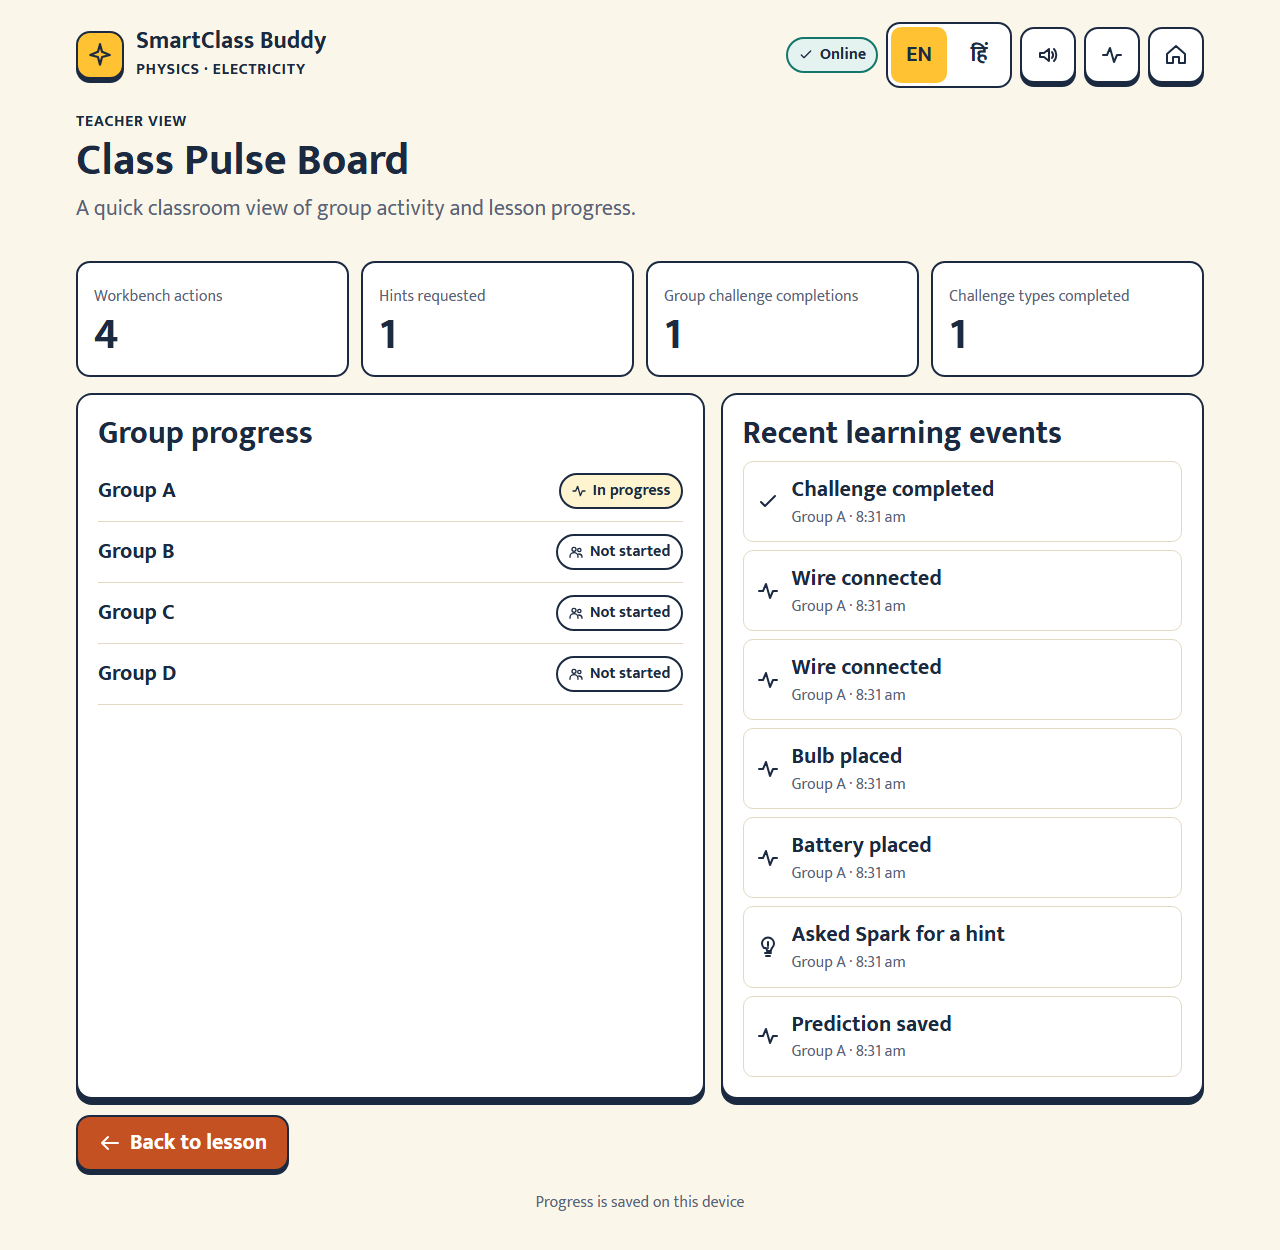 SmartClass Buddy
PHYSICS · ELECTRICITY
Online
EN
हिं
TEACHER VIEW
Class Pulse Board
A quick classroom view of group activity and lesson progress.
Workbench actions
4
Hints requested
1
Group challenge completions
1
Challenge types completed
1
Group progress
Group A
In progress
Group B
Not started
Group C
Not started
Group D
Not started
Recent learning events
Challenge completed
Group A · 8:31 am
Wire connected
Group A · 8:31 am
Wire connected
Group A · 8:31 am
Bulb placed
Group A · 8:31 am
Battery placed
Group A · 8:31 am
Asked Spark for a hint
Group A · 8:31 am
Prediction saved
Group A · 8:31 am
Back to lesson
Progress is saved on this device